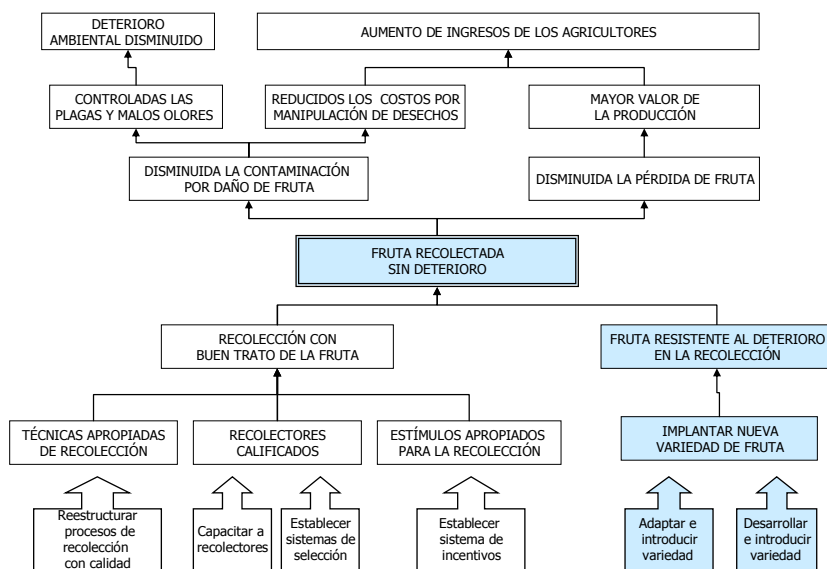 DETERIORO
AMBIENTAL DISMINUIDO
AUMENTO DE INGRESOS DE LOS AGRICULTORES
CONTROLADAS LAS
PLAGAS Y MALOS OLORES
REDUCIDOS LOS COSTOS POR
MANIPULACIÓN DE DESECHOS
MAYOR VALOR DE
LA PRODUCCIÓN
DISMINUIDA LA CONTAMINACIÓN
POR DAÑO DE FRUTA
DISMINUIDA LA PÉRDIDA DE FRUTA
FRUTA RECOLECTADA
SIN DETERIORO
RECOLECCIÓN CON
BUEN TRATO DE LA FRUTA
FRUTA RESISTENTE AL DETERIORO
EN LA RECOLECCIÓN
TÉCNICAS APROPIADAS
DE RECOLECCIÓN
RECOLECTORES
CALIFICADOS
ESTÍMULOS APROPIADOS
PARA LA RECOLECCIÓN
IMPLANTAR NUEVA
VARIEDAD DE FRUTA
Reestructurar
procesos de
recolección
con calidad
Capacitar a
recolectores
Establecer
sistemas de
selección
Establecer
sistema de
incentivos
Adaptar e
introducir
variedad
Desarrollar
e introducir
variedad